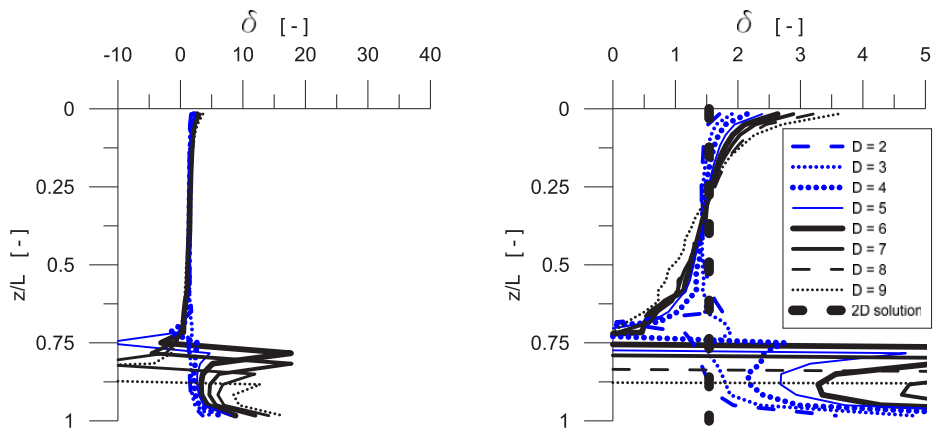 δ [ - ]
-10 0 10 20 30 40
0
0.25
0.5
0.75
1
z/L [ - ]
δ [ - ]
0 1 2 3 4 5
0
0.25
0.5
0.75
1
z/L [ - ]
D = 2
D = 3
D = 4
D = 5
D = 6
D = 7
D = 8
D = 9
2D solution